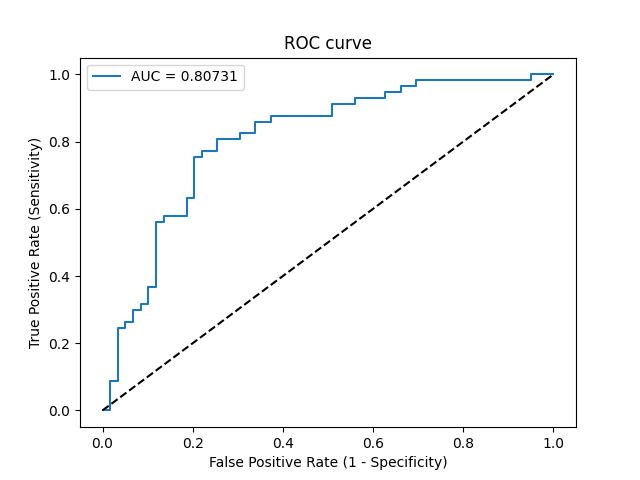 ROC curve
AUC = 0.80731
True Positive Rate (Sensitivity)
1.0
0.8
0.6
0.4
0.2
0.0
0.0 0.2 0.4 0.6 0.8 1.0
False Positive Rate (1 - Specificity)